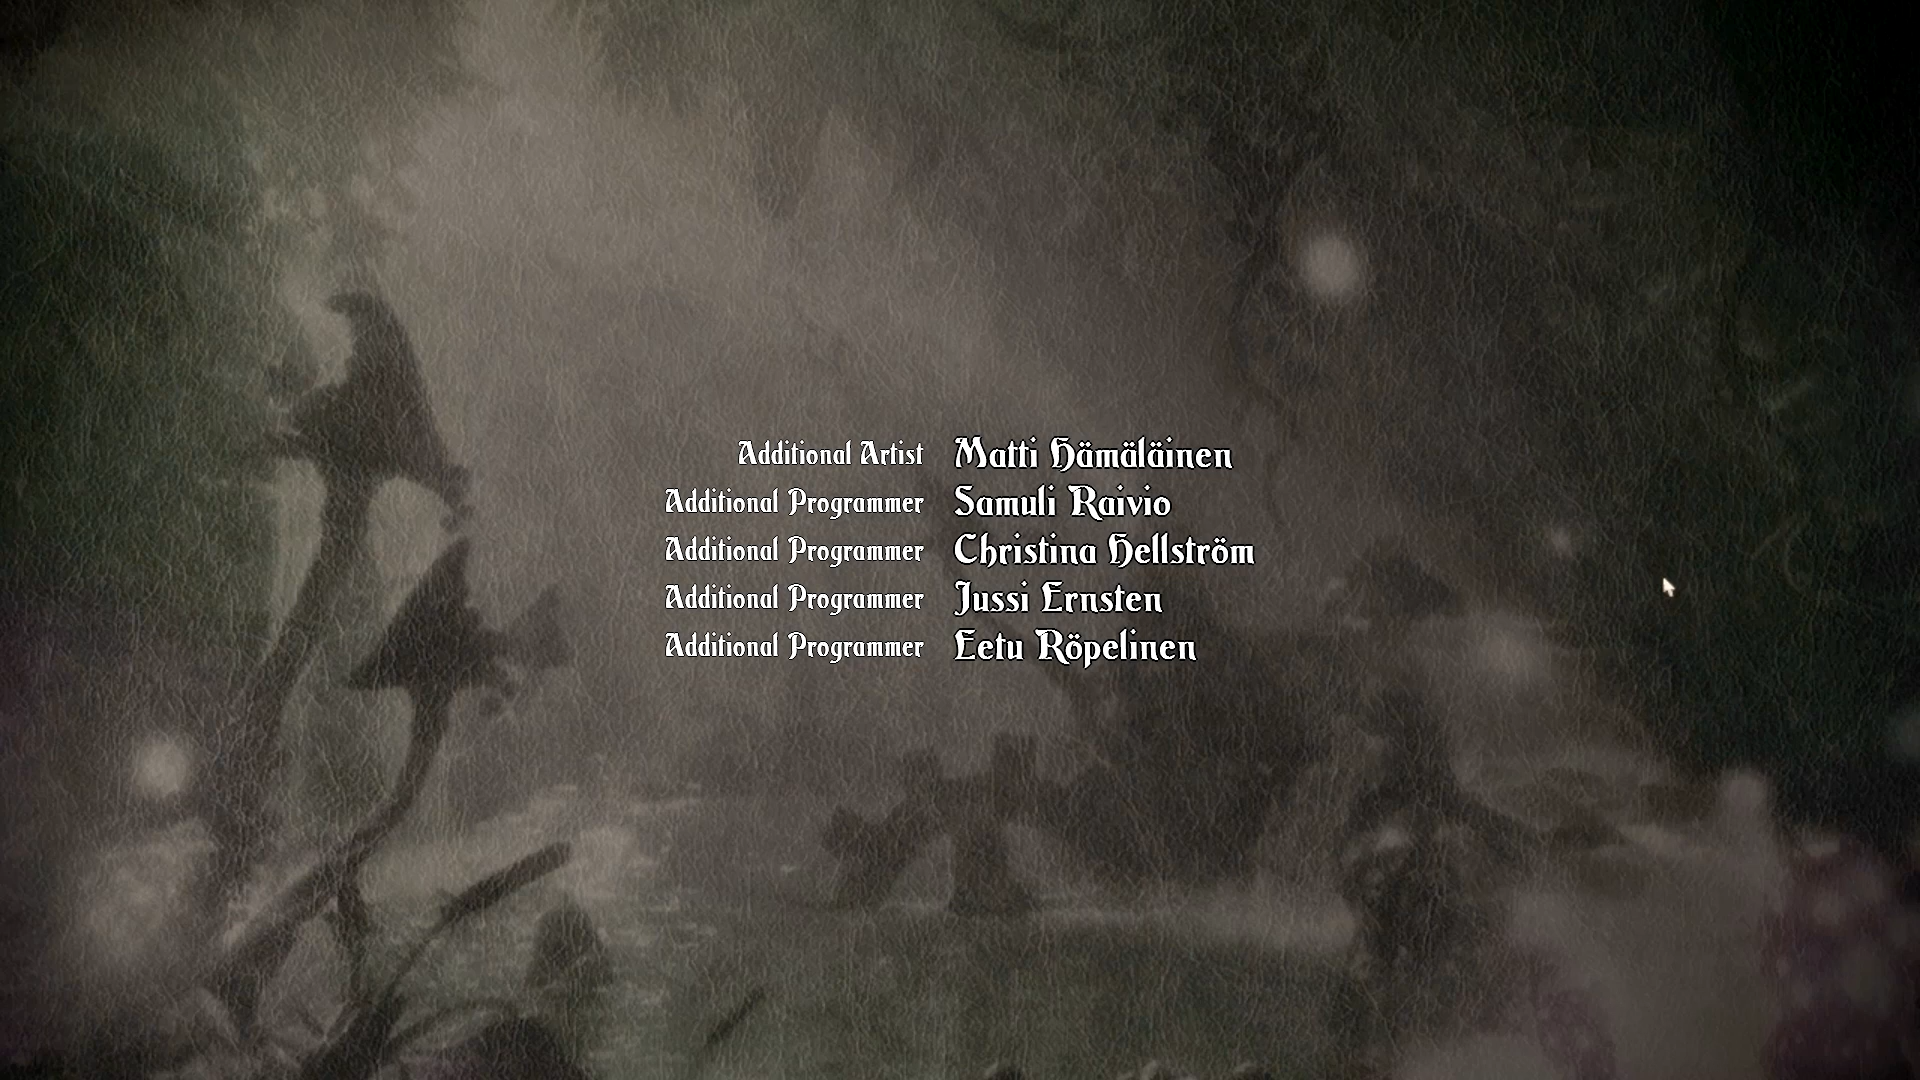 Additional Artist Matti Hämäläinen
Additional Programmer Samuli Raivio
Additional Programmer Christina Hellström
Additional Programmer Jussi Ernsten
Additional Programmer Eetu Röpelinen